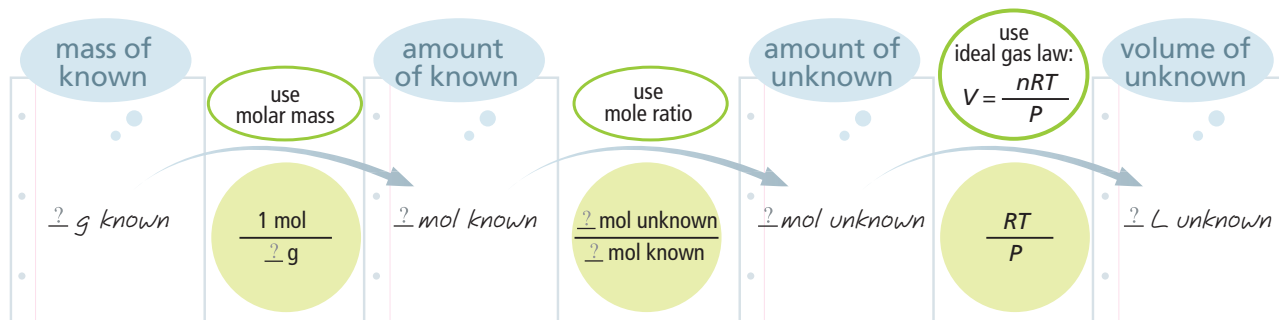 mass of
known
use
molar mass
amount
of known
use
mole ratio
amount of
unknown
use
ideal gas law:
V = nRT
P
volume of
unknown
? g known
1 mol
? g
? mol known
? mol unknown
? mol known
? mol unknown
RT
P
? L unknown